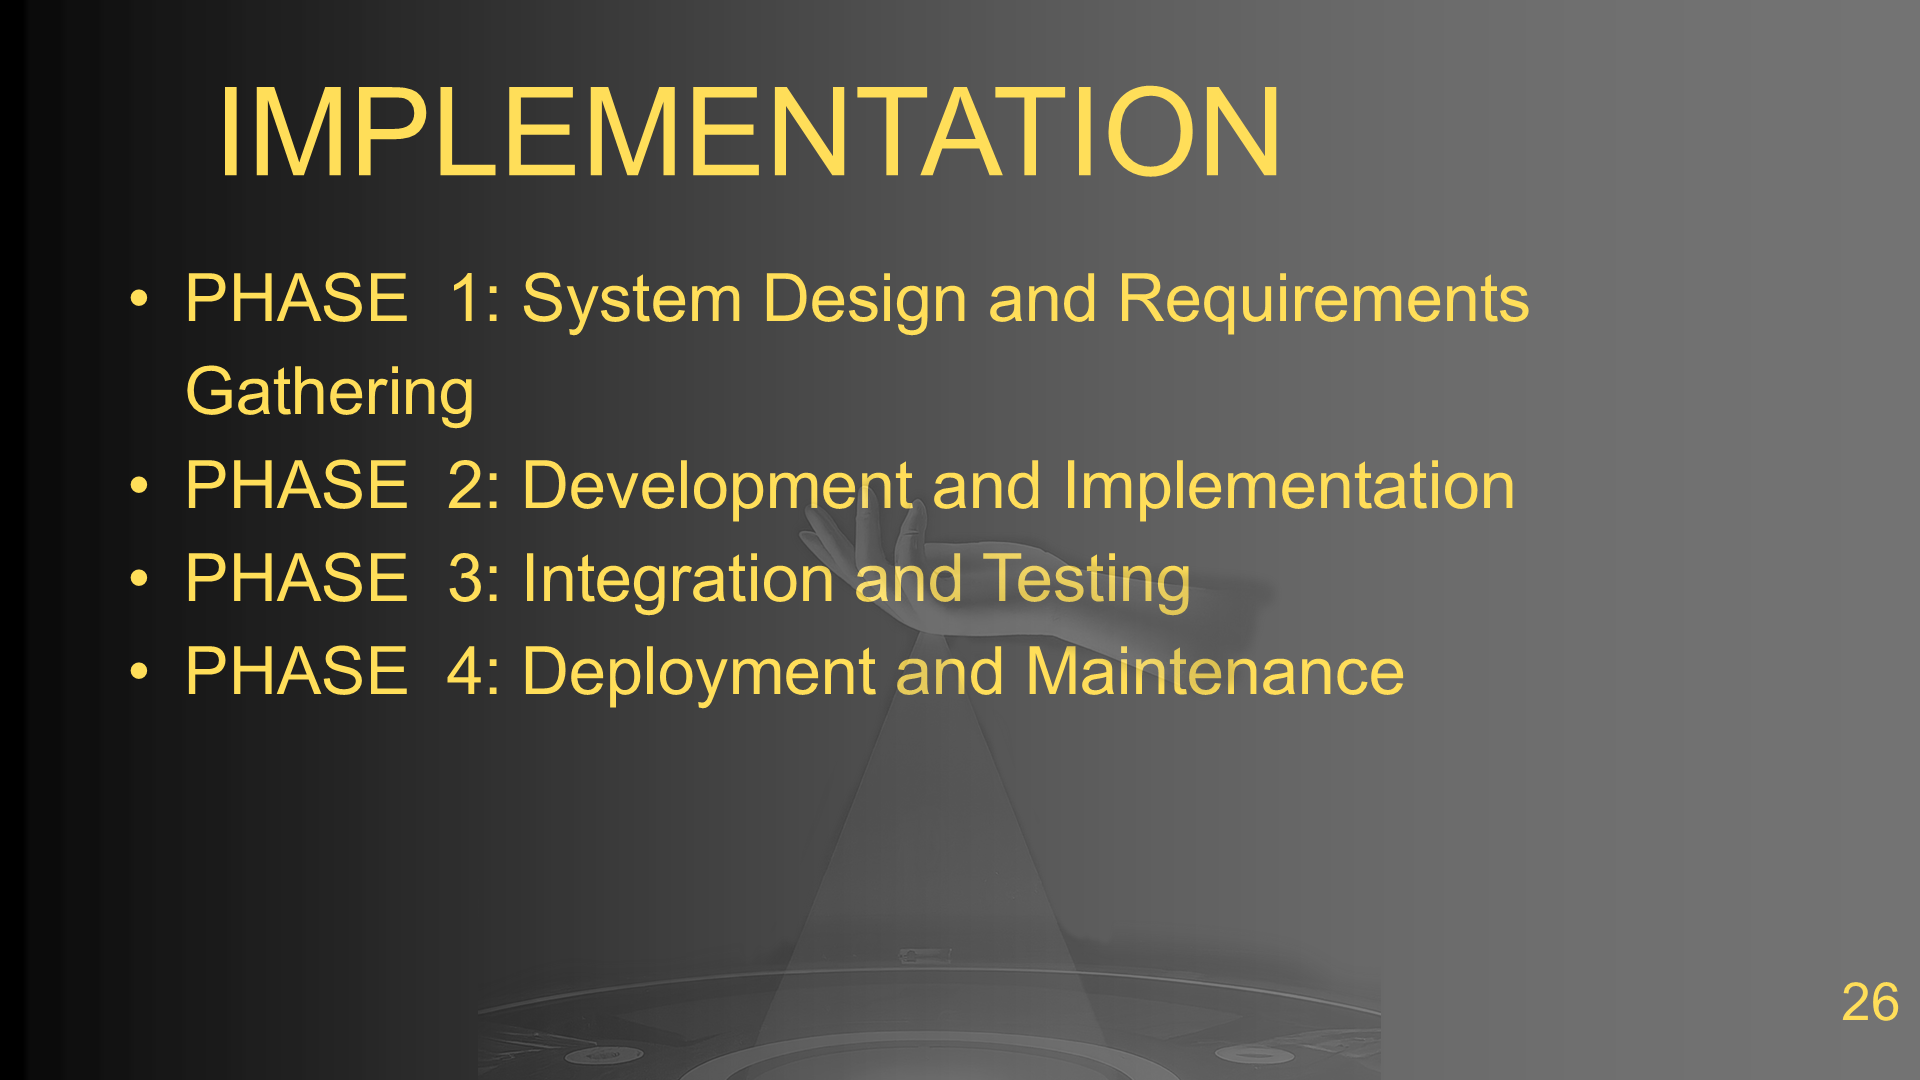 IMPLEMENTATION
• PHASE  1: System Design and Requirements
Gathering
• PHASE  2: Development and Implementation
• PHASE  3: Integration and Testing
• PHASE  4: Deployment and Maintenance
26